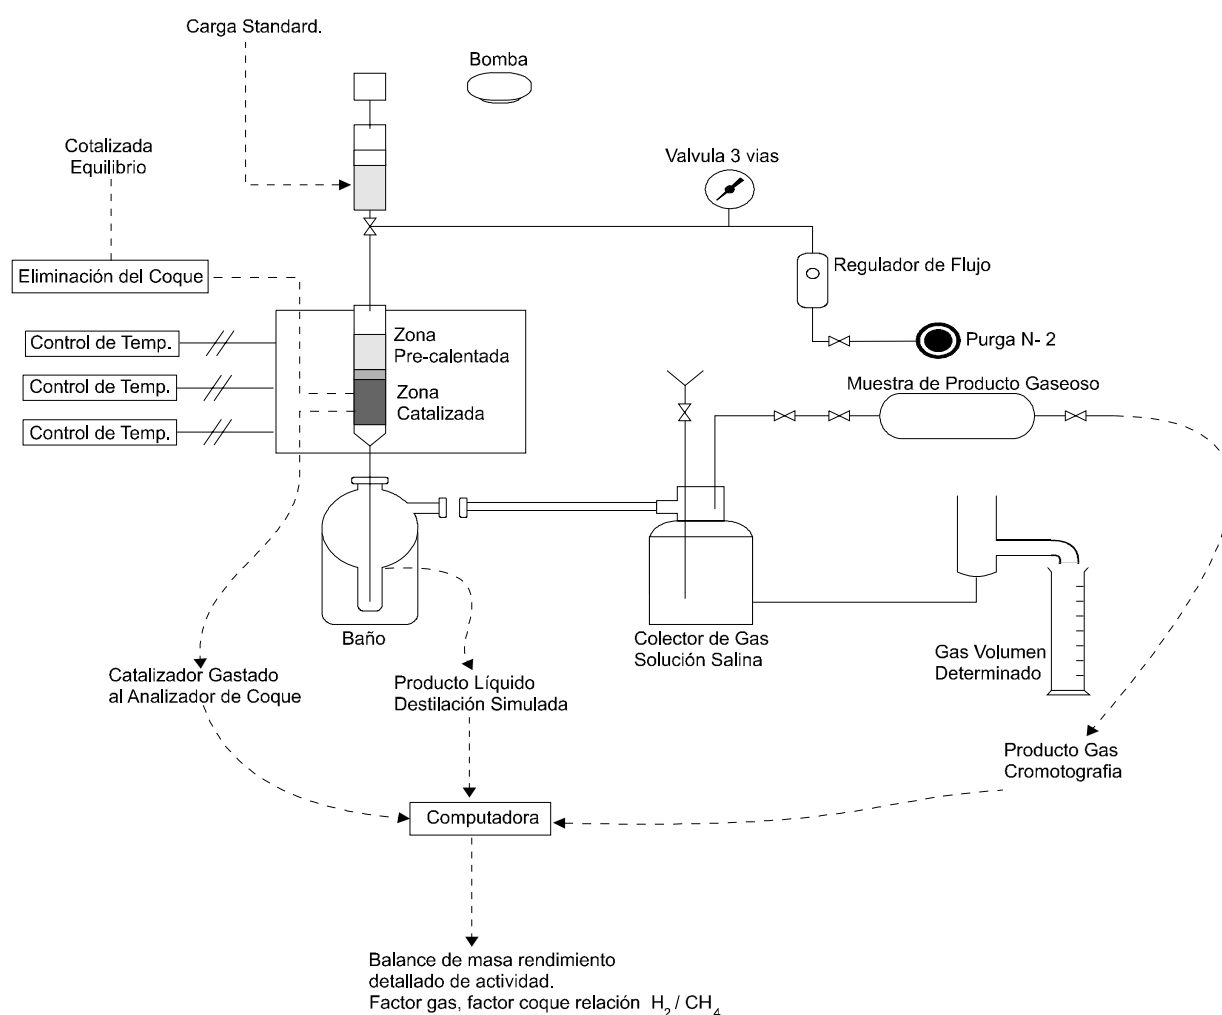 Carga Standard.
Bomba
Cotalizada
Equilibrio
Valvula 3 vias
Eliminación del Coque
Regulador de Flujo
Control de Temp.
Zona
Pre-calentada
Purga N- 2
Control de Temp.
Zona
Catalizada
Muestra de Producto Gaseoso
Control de Temp.
Baño
Colector de Gas
Solución Salina
Gas Volumen
Determinado
Catalizador Gastado
al Analizador de Coque
Producto Líquido
Destilación Simulada
Producto Gas
Cromotografia
Computadora
Balance de masa rendimiento
detallado de actividad.
Factor gas, factor coque relación H2 / CH4